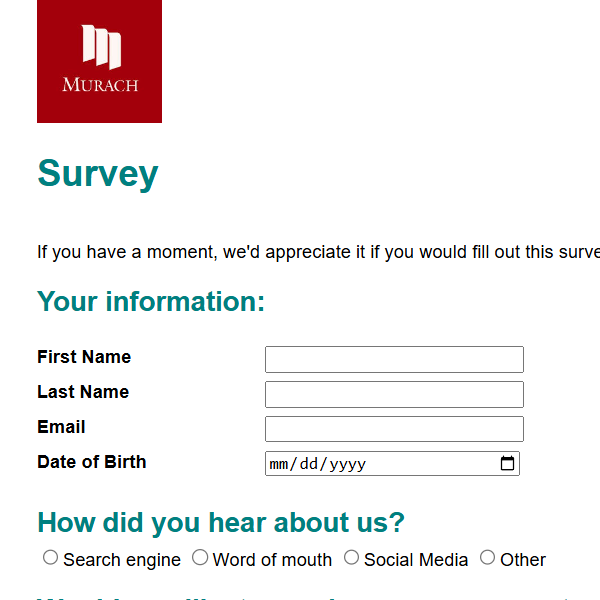 MURACH
Survey
If you have a moment, we'd appreciate it if you would fill out this surve
Your information:
First Name
Last Name
Email
Date of Birth
mm/dd/yyyy
How did you hear about us?
Search engine Word of mouth Social Media Other